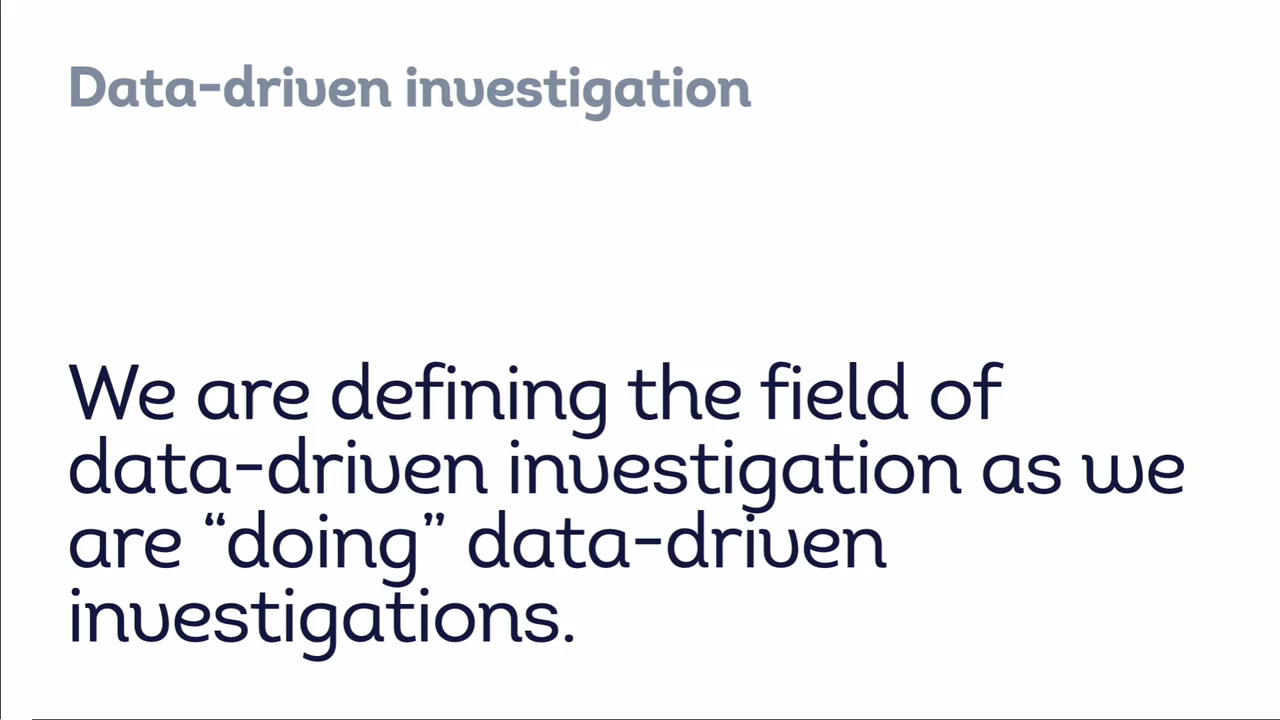 Data-driven investigation
We are defining the field of
data-driven investigation as we
are “doing” data-driven
investigations.